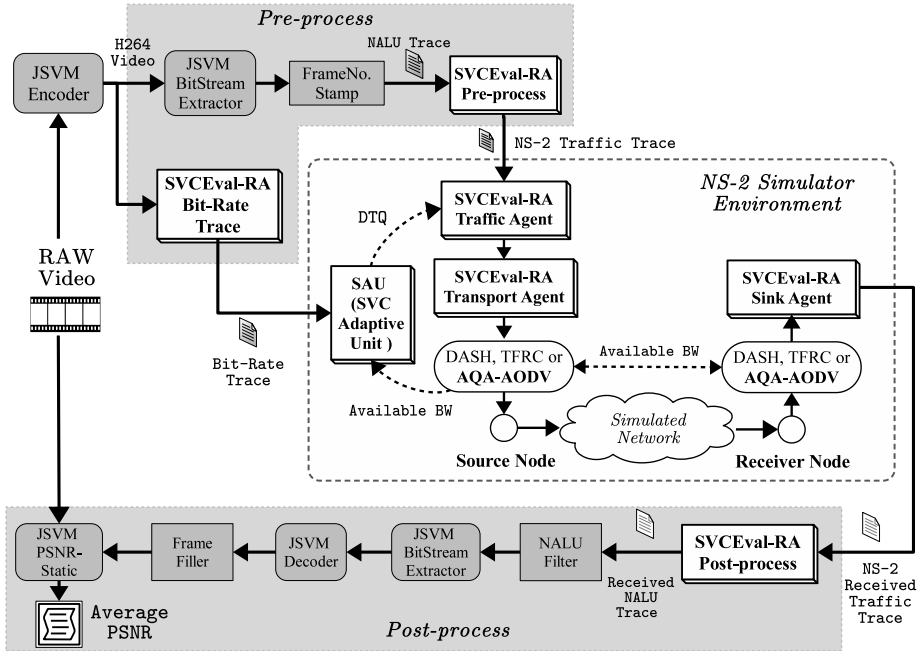 Pre-process
H264
Video
NALU Trace
JSVM
Encoder
JSVM
BitStream
Extractor
FrameNo.
Stamp
SVCEval-RA
Pre-process
NS-2 Traffic Trace
SVCEval-RA
Bit-Rate
Trace
NS-2 Simulator
Environment
DTQ
SVCEval-RA
Traffic Agent
RAW
Video
SAU
(SVC
Adaptive
Unit )
SVCEval-RA
Transport Agent
SVCEval-RA
Sink Agent
Bit-Rate
Trace
DASH, TFRC or
AQA-AODV
Available BW
DASH, TFRC or
AQA-AODV
Available BW
Simulated
Network
Source Node
Receiver Node
JSVM
PSNR-
Static
Frame
Filler
JSVM
Decoder
JSVM
BitStream
Extractor
NALU
Filter
SVCEval-RA
Post-process
Received
NALU
Trace
NS-2
Received
Traffic
Trace
Average
PSNR
Post-process